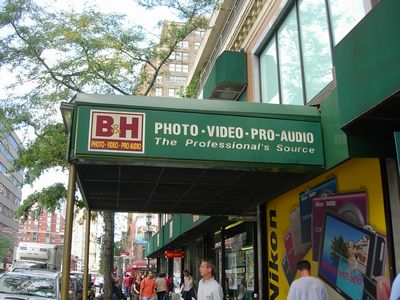 B&H
PHOTO - VIDEO - PRO AUDIO
PHOTO · VIDEO · PRO-AUDIO
The Professional's Source
Nikon